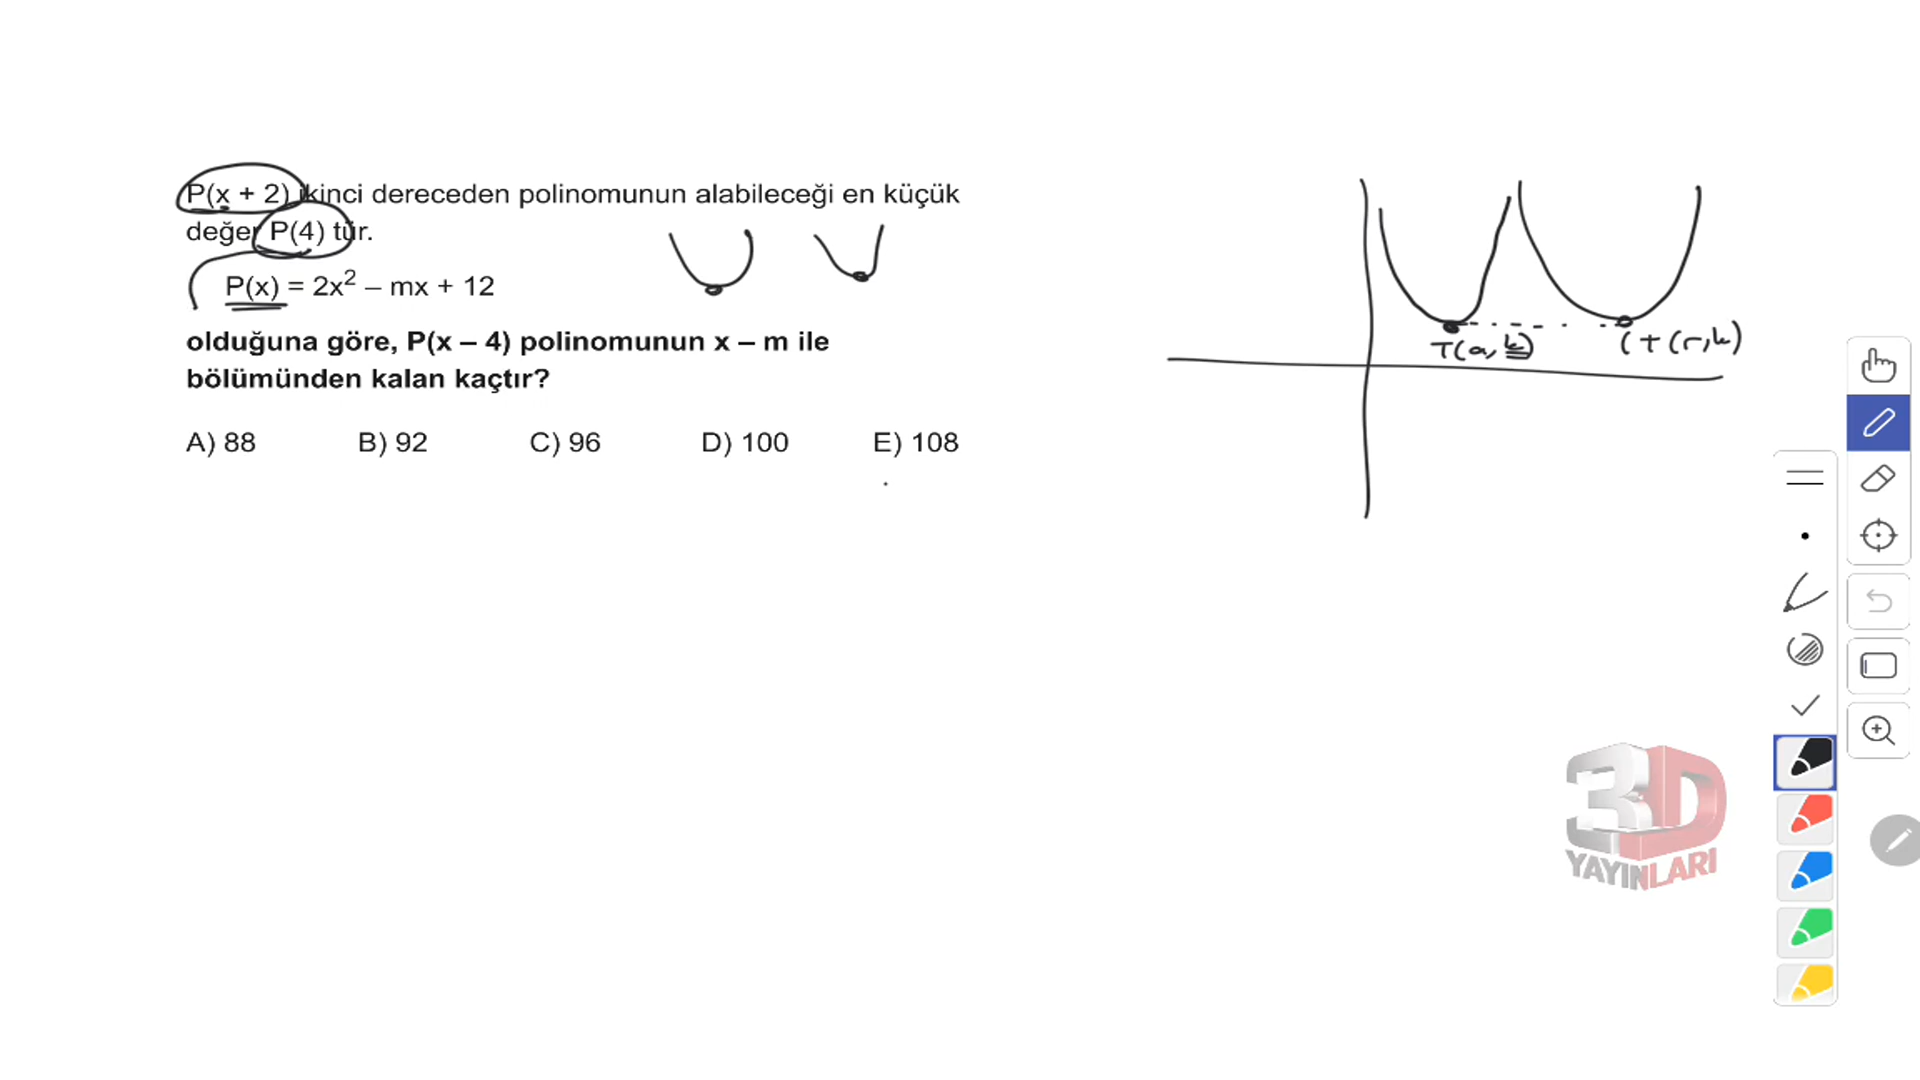 P(x + 2) ikinci dereceden polinomunun alabileceği en küçük
değer P(4) tür.
P(x) = 2x² – mx + 12
olduğuna göre, P(x – 4) polinomunun x – m ile
bölümünden kalan kaçtır?
A) 88 B) 92 C) 96 D) 100 E) 108
T(a, k) (T(r, k)
3D
YAYINLARI